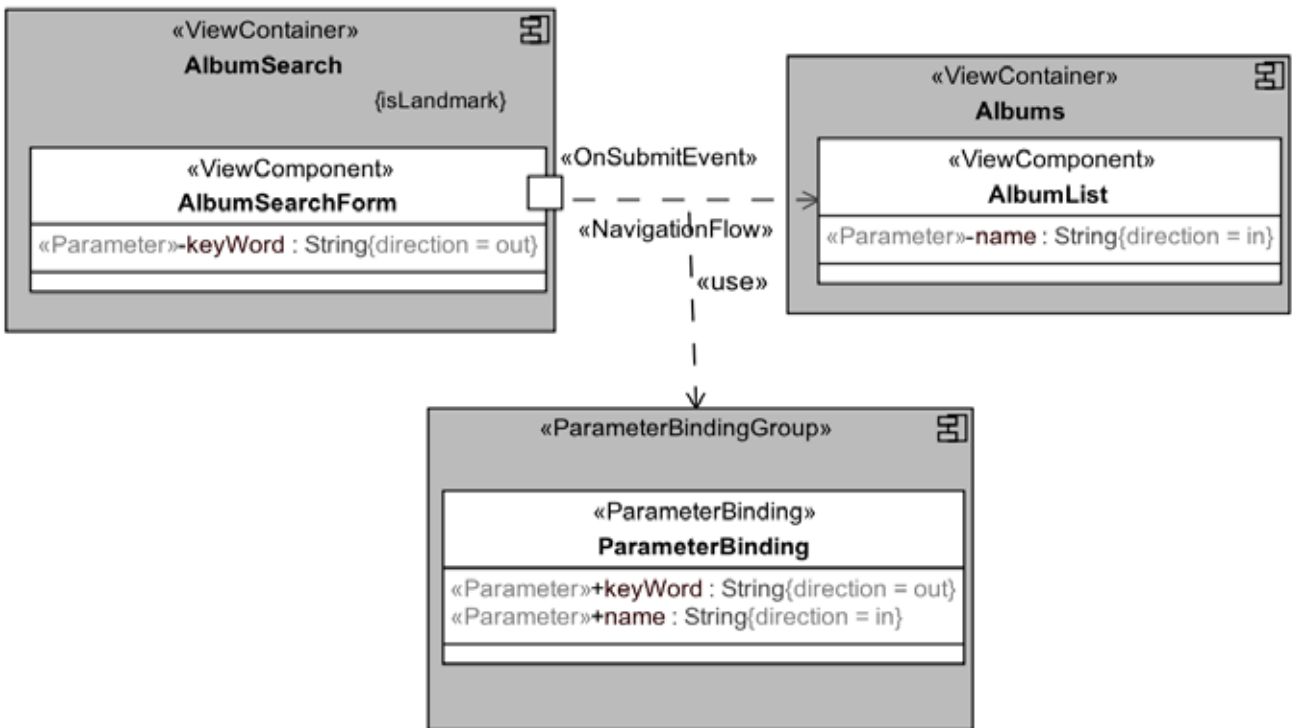 «ViewContainer»
AlbumSearch
{isLandmark}
«ViewComponent»
AlbumSearchForm
«Parameter»-keyWord : String{direction = out}
«OnSubmitEvent»
«NavigationFlow»
«use»
«ViewContainer»
Albums
«ViewComponent»
AlbumList
«Parameter»-name : String{direction = in}
«ParameterBindingGroup»
«ParameterBinding»
ParameterBinding
«Parameter»+keyWord : String{direction = out}
«Parameter»+name : String{direction = in}